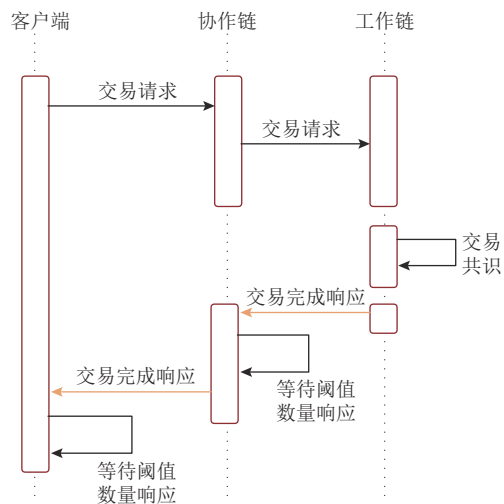 客户端
协作链
工作链
交易请求
交易请求
交易
共识
交易完成响应
交易完成响应
等待阈值
数量响应
等待阈值
数量响应